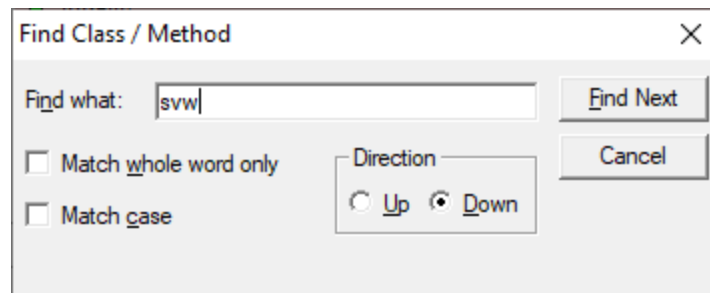 Find Class / Method
Find what: svw
Find Next
Match whole word only
Direction
Cancel
Match case
Up Down